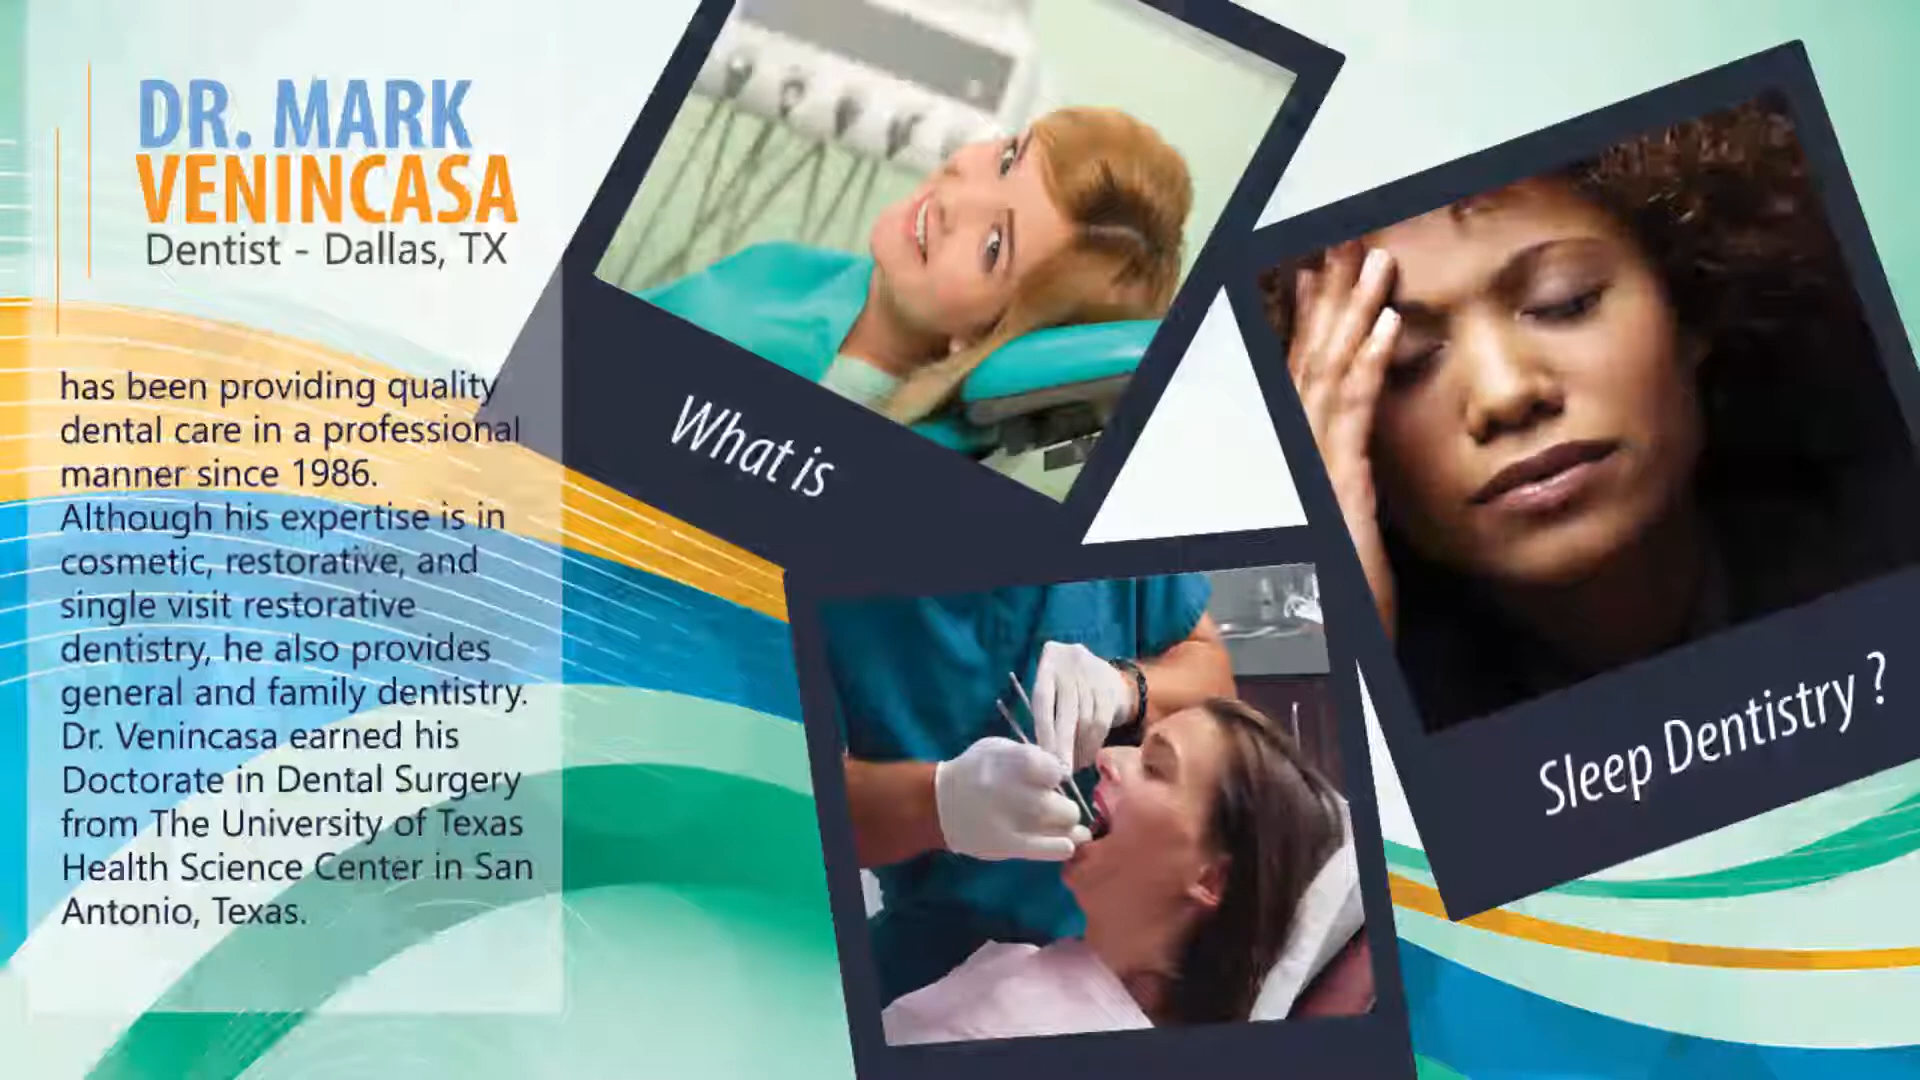 DR. MARK
VENINCASA
Dentist - Dallas, TX
has been providing quality
dental care in a professional
manner since 1986.
Although his expertise is in
cosmetic, restorative, and
single visit restorative
dentistry, he also provides
general and family dentistry.
Dr. Venincasa earned his
Doctorate in Dental Surgery
from The University of Texas
Health Science Center in San
Antonio, Texas.
What is
Sleep Dentistry ?